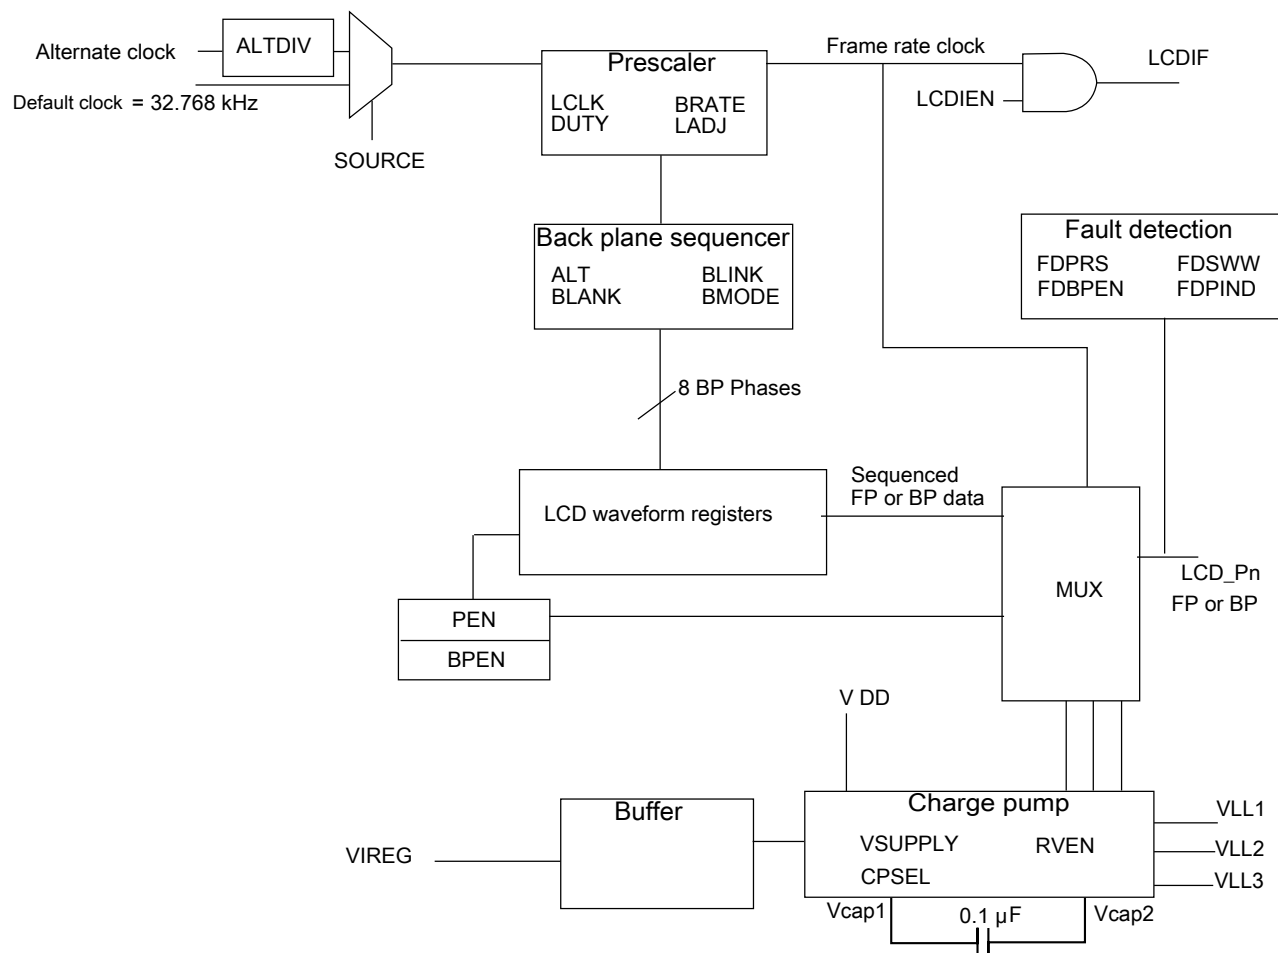 Alternate clock
ALTDIV
Default clock = 32.768 kHz
SOURCE
Prescaler
LCLK BRATE
DUTY LADJ
Frame rate clock
LCDIEN
LCDIF
Back plane sequencer
ALT BLINK
BLANK BMODE
Fault detection
FDPRS FDSWW
FDBPEN FDPIND
8 BP Phases
LCD waveform registers
Sequenced
FP or BP data
MUX
LCD_Pn
FP or BP
PEN
BPEN
V DD
VIREG
Buffer
Charge pump
VSUPPLY RVEN
CPSEL
VLL1
VLL2
VLL3
Vcap1
0.1 µF
Vcap2